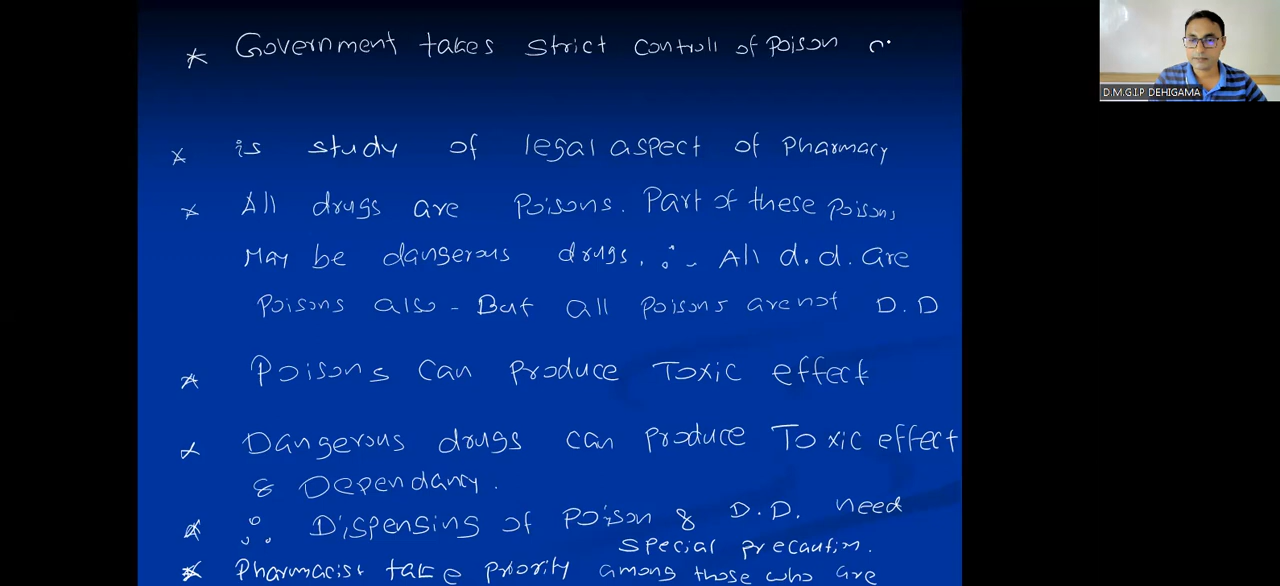 * Government takes strict controll of poison
* is study of legal aspect of Pharmacy
* All drugs are poisons. Part of these poisons
May be dangerous drugs. ∴ All d.d. are
Poisons also - But all poisons are not D.D
* Poisons can produce Toxic effect
* Dangerous drugs can produce Toxic effect
& Dependancy.
* ∴ Dispensing of Poison & D.D. need
special precaution.
* Pharmacist take priority among those who are
D.M.G.I.P DEHIGAMA